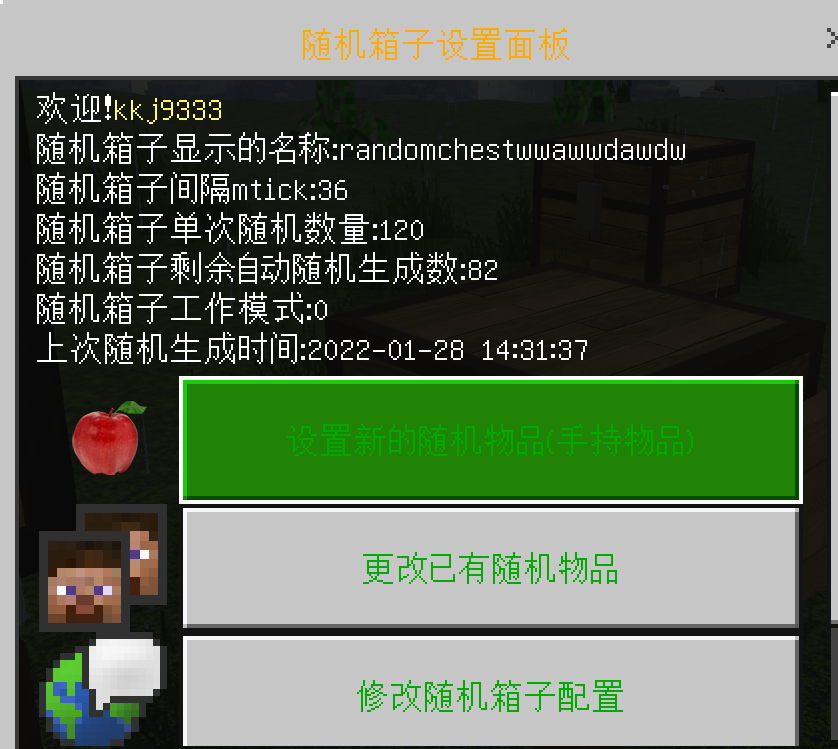 随机箱子设置面板
欢迎!kkj9333
随机箱子显示的名称:randomchestwwawwdawdw
随机箱子间隔mtick:36
随机箱子单次随机数量:120
随机箱子剩余自动随机生成数:82
随机箱子工作模式:0
上次随机生成时间:2022-01-28 14:31:37
设置新的随机物品(手持物品)
更改已有随机物品
修改随机箱子配置